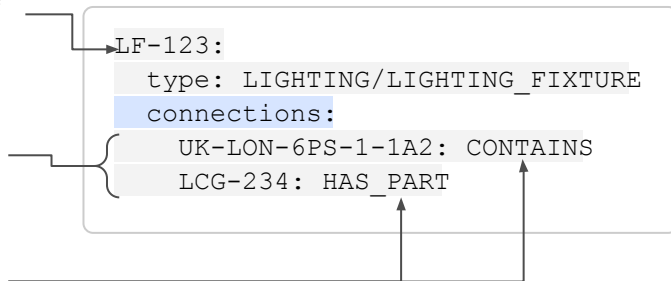 LF-123:
type: LIGHTING/LIGHTING_FIXTURE
connections:
UK-LON-6PS-1-1A2: CONTAINS
LCG-234: HAS_PART